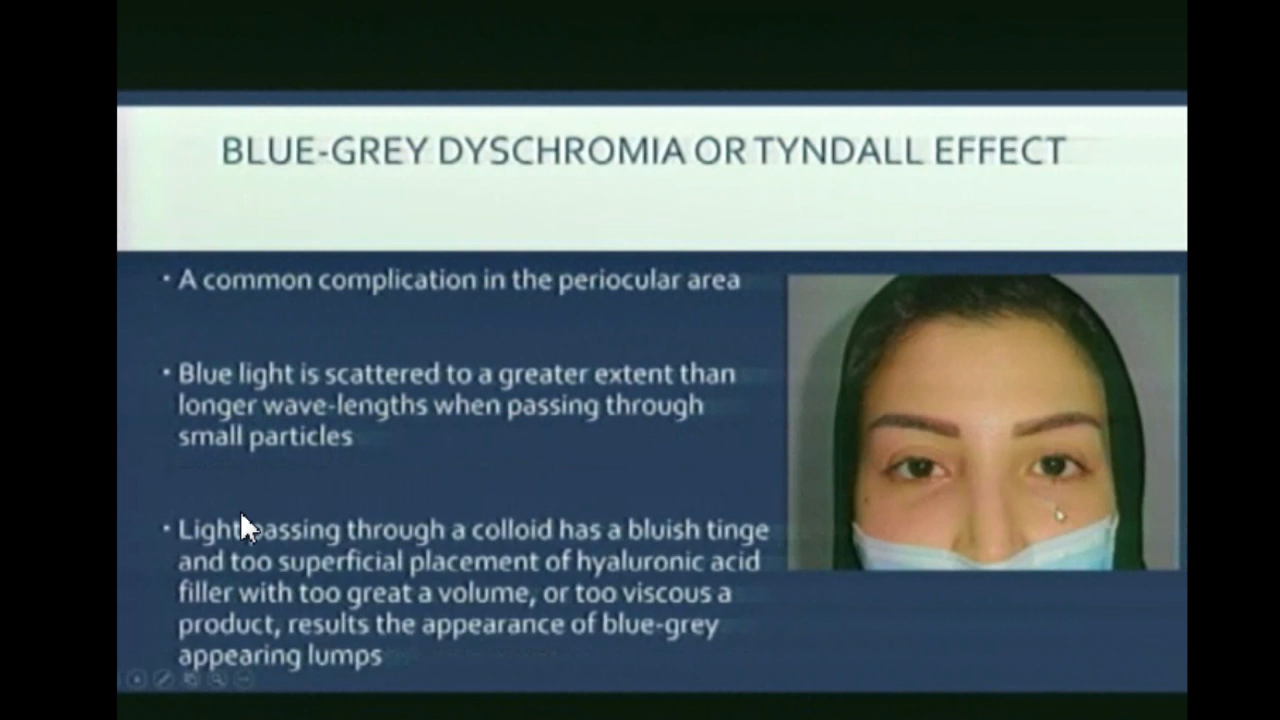 BLUE-GREY DYSCHROMIA OR TYNDALL EFFECT
• A common complication in the periocular area
• Blue light is scattered to a greater extent than
longer wave-lengths when passing through
small particles
• Light passing through a colloid has a bluish tinge
and too superficial placement of hyaluronic acid
filler with too great a volume, or too viscous a
product, results the appearance of blue-grey
appearing lumps